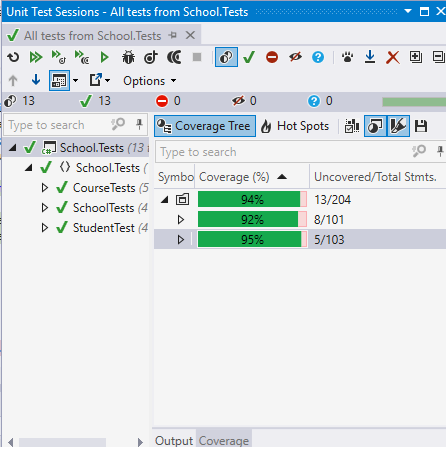 Unit Test Sessions - All tests from School.Tests
All tests from School.Tests
Options
13 13 0 0 0
Type to search
Coverage Tree Hot Spots
Type to search
School.Tests (13
School.Tests (
CourseTests (5
SchoolTests (4
StudentTest (4
Symbo Coverage (%) Uncovered/Total Stmts.
94% 13/204
92% 8/101
95% 5/103
Output Coverage